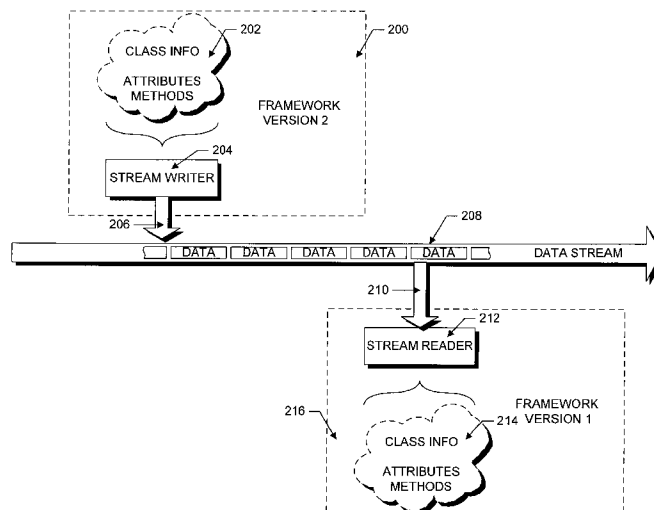 202
200
CLASS INFO
ATTRIBUTES
METHODS
FRAMEWORK
VERSION 2
204
STREAM WRITER
206
208
DATA DATA DATA DATA DATA DATA STREAM
210
212
STREAM READER
216
214
FRAMEWORK
VERSION 1
CLASS INFO
ATTRIBUTES
METHODS